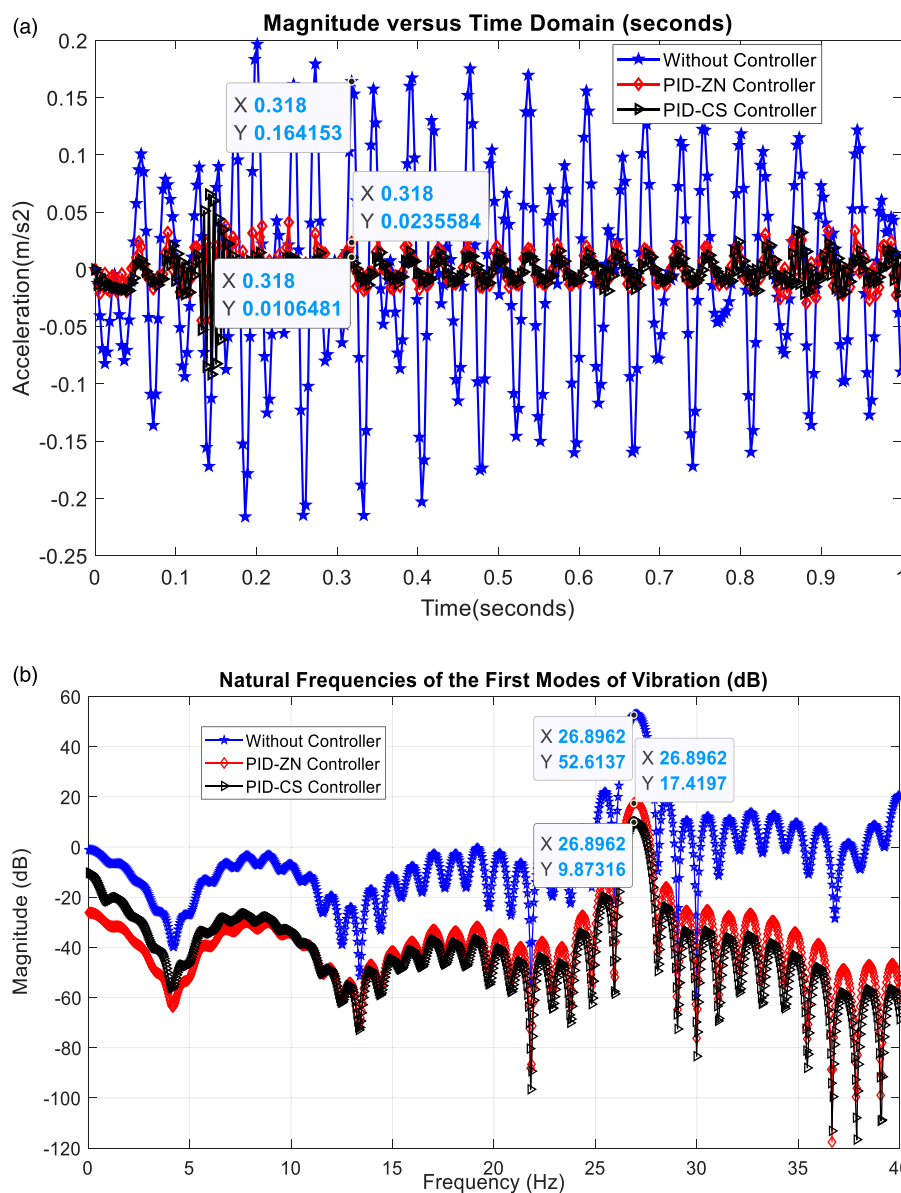 (a)
Magnitude versus Time Domain (seconds)
0.2
0.15
0.1
0.05
0
-0.05
-0.1
-0.15
-0.2
-0.25
Acceleration(m/s2)
Without Controller
PID-ZN Controller
PID-CS Controller
X 0.318
Y 0.164153
X 0.318
Y 0.0235584
X 0.318
Y 0.0106481
0 0.1 0.2 0.3 0.4 0.5 0.6 0.7 0.8 0.9 1
Time(seconds)
(b)
Natural Frequencies of the First Modes of Vibration (dB)
60
40
20
0
-20
-40
-60
-80
-100
-120
Magnitude (dB)
Without Controller
PID-ZN Controller
PID-CS Controller
X 26.8962
Y 52.6137
X 26.8962
Y 17.4197
X 26.8962
Y 9.87316
0 5 10 15 20 25 30 35 40
Frequency (Hz)